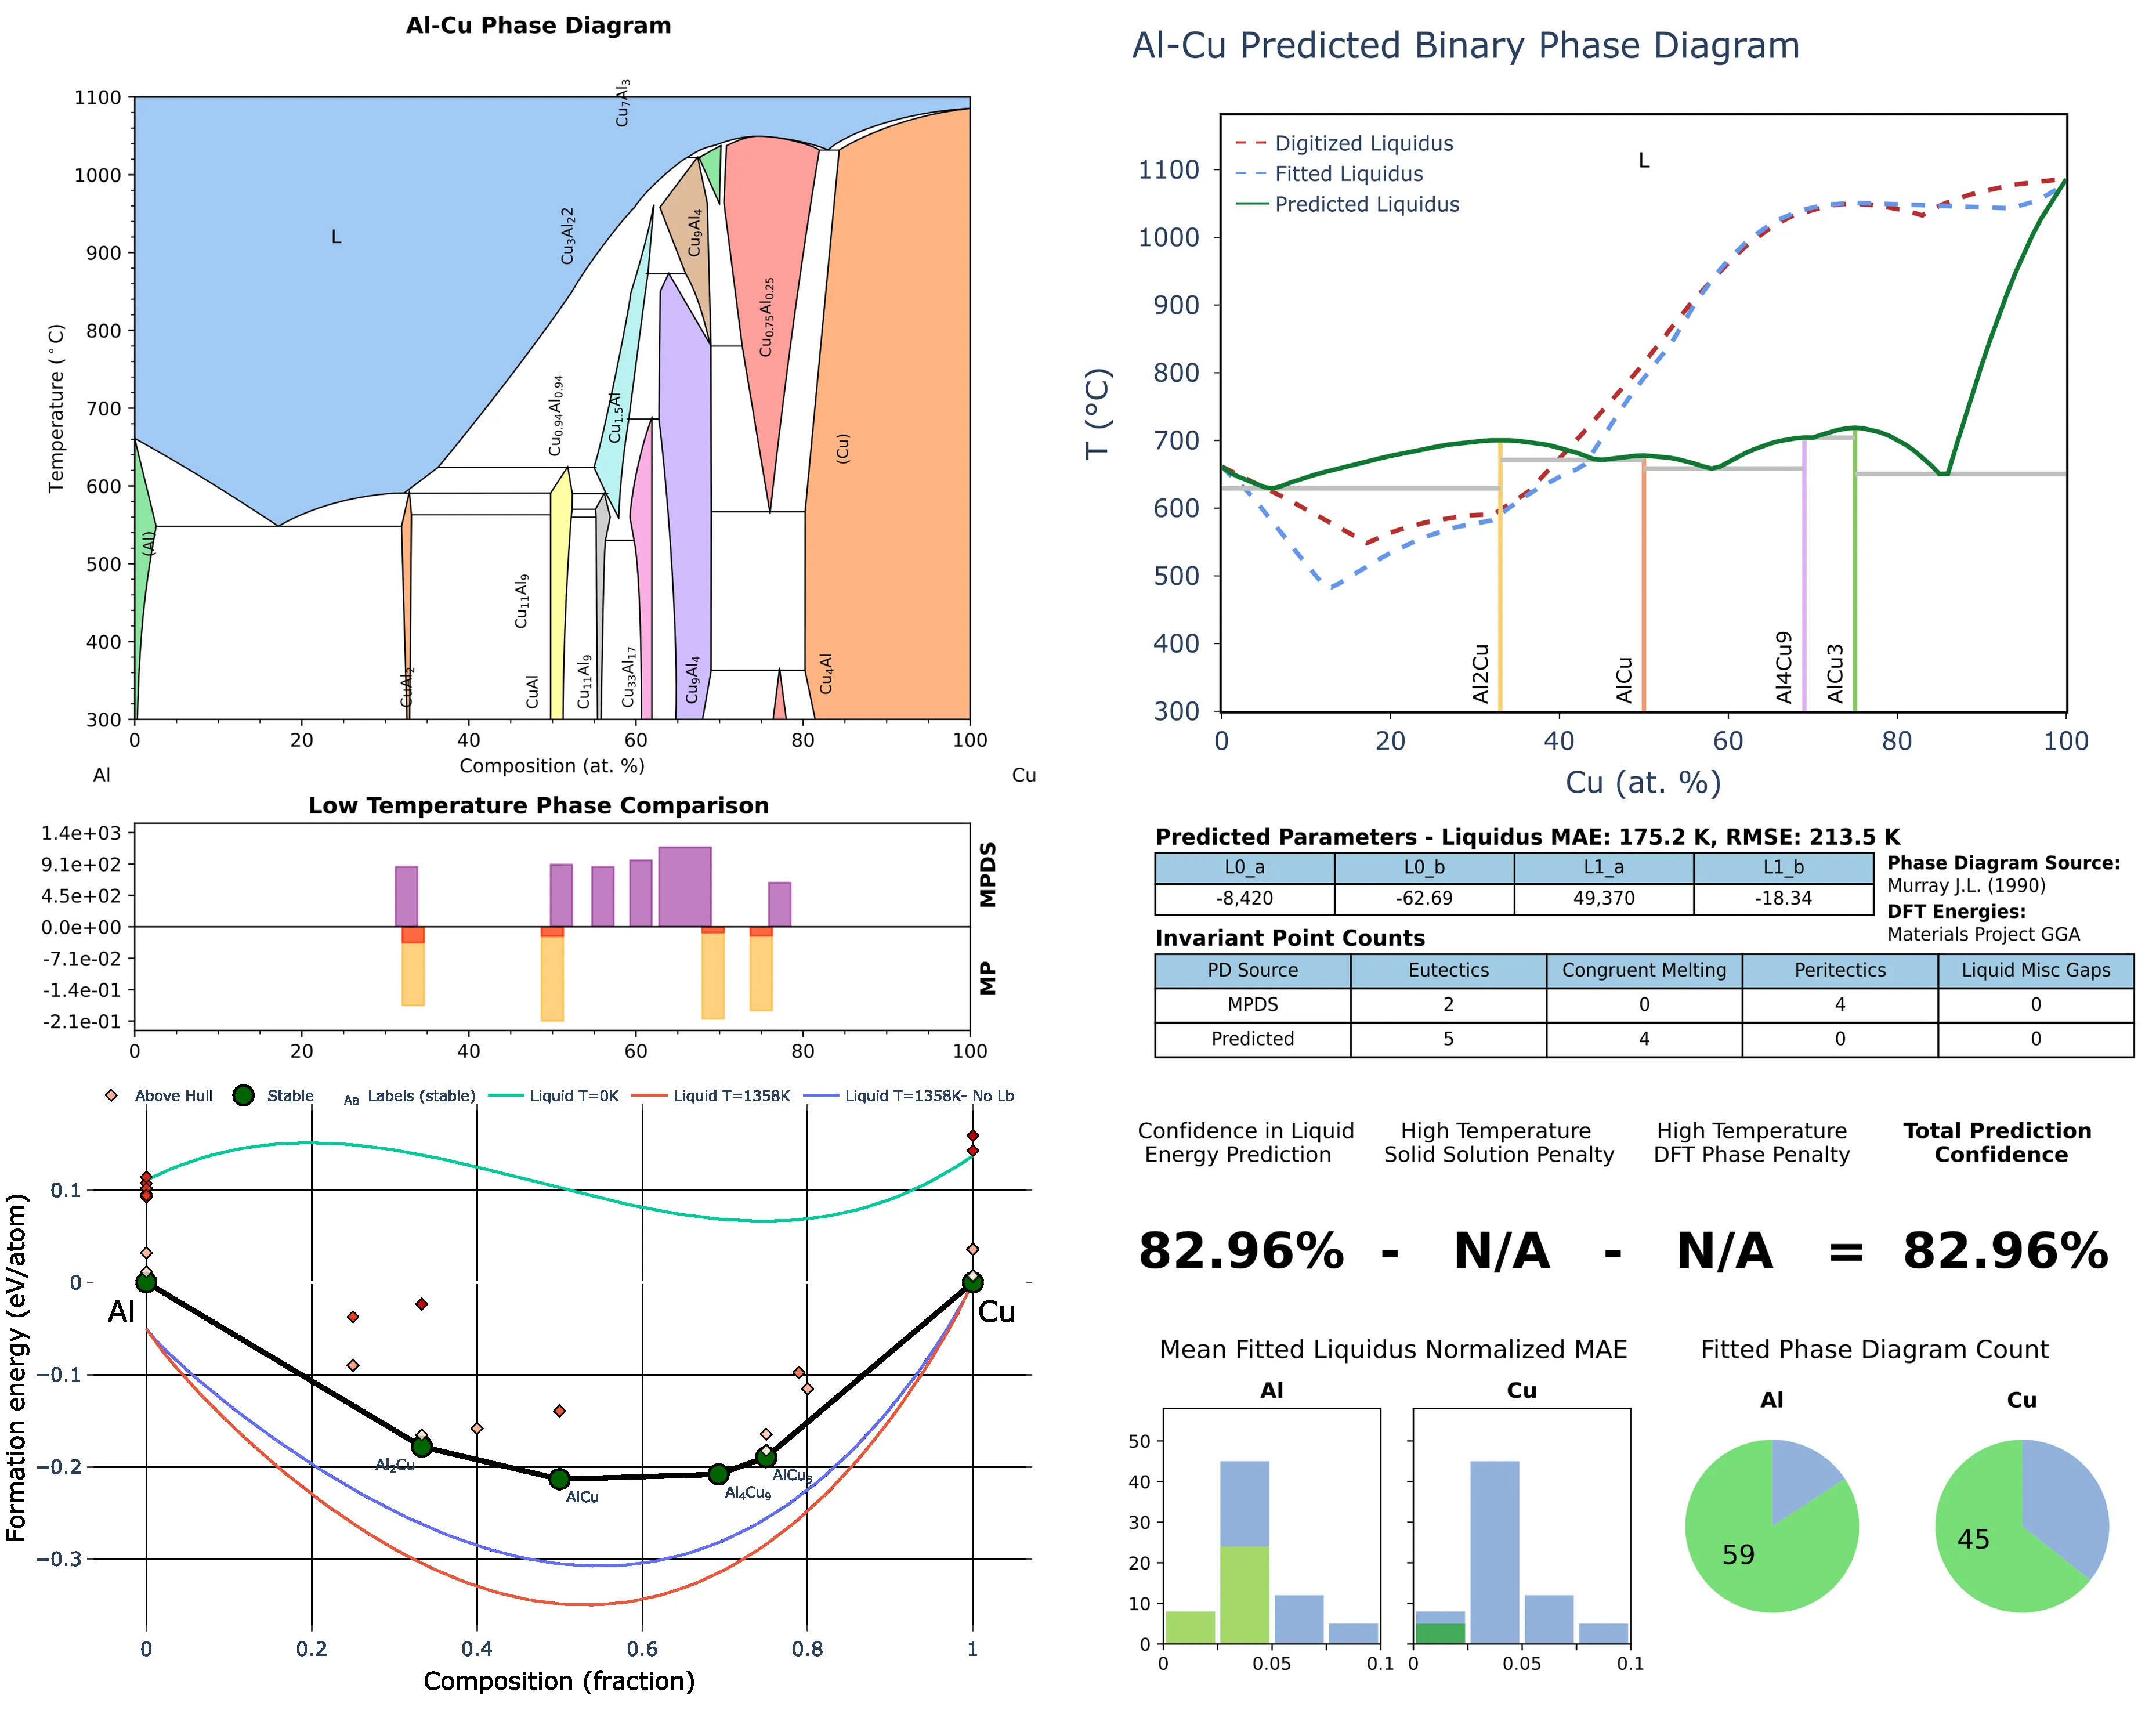 Al-Cu Phase Diagram
1100
1000
900
800
700
600
500
400
300
Temperature (°C)
L
(Al)
CuAl2
Cu11Al9
CuAl
Cu0.94Al0.94
Cu3Al22
Cu7Al3
Cu1.5Al
Cu11Al9
Cu33Al17
Cu9Al4
Cu9Al4
Cu0.75Al0.25
Cu4Al
(Cu)
0 20 40 60 80 100
Composition (at. %)
Al Cu
Low Temperature Phase Comparison
1.4e+03
9.1e+02
4.5e+02
0.0e+00
-7.1e-02
-1.4e-01
-2.1e-01
MPDS
MP
0 20 40 60 80 100
Above Hull Stable Aa Labels (stable) Liquid T=0K Liquid T=1358K Liquid T=1358K- No Lb
Formation energy (eV/atom)
0.1
0
−0.1
−0.2
−0.3
Al
Cu
Al2Cu
AlCu
Al4Cu9
AlCu3
0 0.2 0.4 0.6 0.8 1
Composition (fraction)
Al-Cu Predicted Binary Phase Diagram
Digitized Liquidus
Fitted Liquidus
Predicted Liquidus
L
T (°C)
1100
1000
900
800
700
600
500
400
300
Al2Cu
AlCu
Al4Cu9
AlCu3
0 20 40 60 80 100
Cu (at. %)
Predicted Parameters - Liquidus MAE: 175.2 K, RMSE: 213.5 K
L0_a L0_b L1_a L1_b
-8,420 -62.69 49,370 -18.34
Phase Diagram Source:
Murray J.L. (1990)
DFT Energies:
Materials Project GGA
Invariant Point Counts
PD Source Eutectics Congruent Melting Peritectics Liquid Misc Gaps
MPDS 2 0 4 0
Predicted 5 4 0 0
Confidence in Liquid
Energy Prediction
High Temperature
Solid Solution Penalty
High Temperature
DFT Phase Penalty
Total Prediction
Confidence
82.96% - N/A - N/A = 82.96%
Mean Fitted Liquidus Normalized MAE
Al
Cu
50
40
30
20
10
0
0 0.05 0.1
0 0.05 0.1
Fitted Phase Diagram Count
Al
Cu
59
45